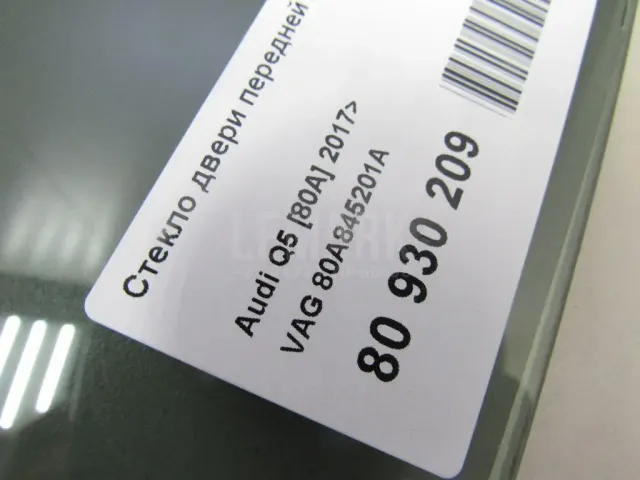 Стекло двери передней
Audi Q5 [80A] 2017>
VAG 80A845201A
80 930 209